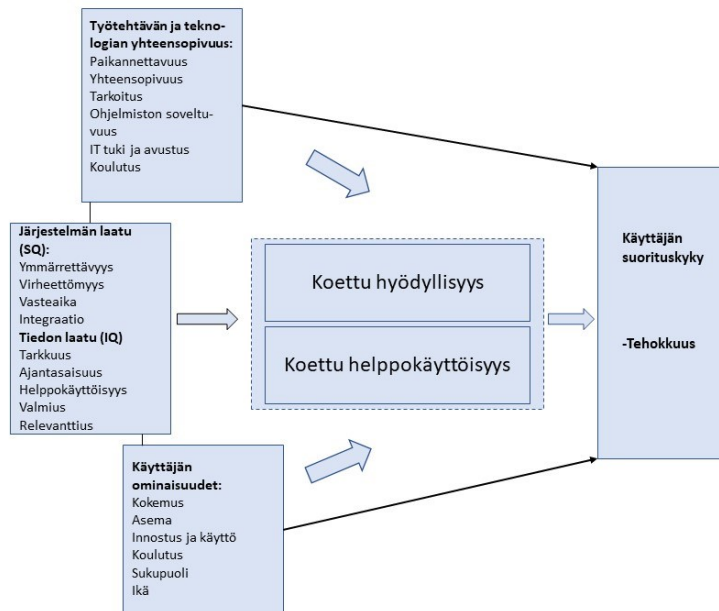 Työtehtävän ja tekno-
logian yhteensopivuus:
Paikannettavuus
Yhteensopivuus
Tarkoitus
Ohjelmiston soveltu-
vuus
IT tuki ja avustus
Koulutus
Järjestelmän laatu
(SQ):
Ymmärrettävyys
Virheettömyys
Vasteaika
Integraatio
Tiedon laatu (IQ)
Tarkkuus
Ajantasaisuus
Helppokäyttöisyys
Valmius
Relevanttius
Käyttäjän
ominaisuudet:
Kokemus
Asema
Innostus ja käyttö
Koulutus
Sukupuoli
Ikä
Koettu hyödyllisyys
Koettu helppokäyttöisyys
Käyttäjän
suorituskyky
-Tehokkuus